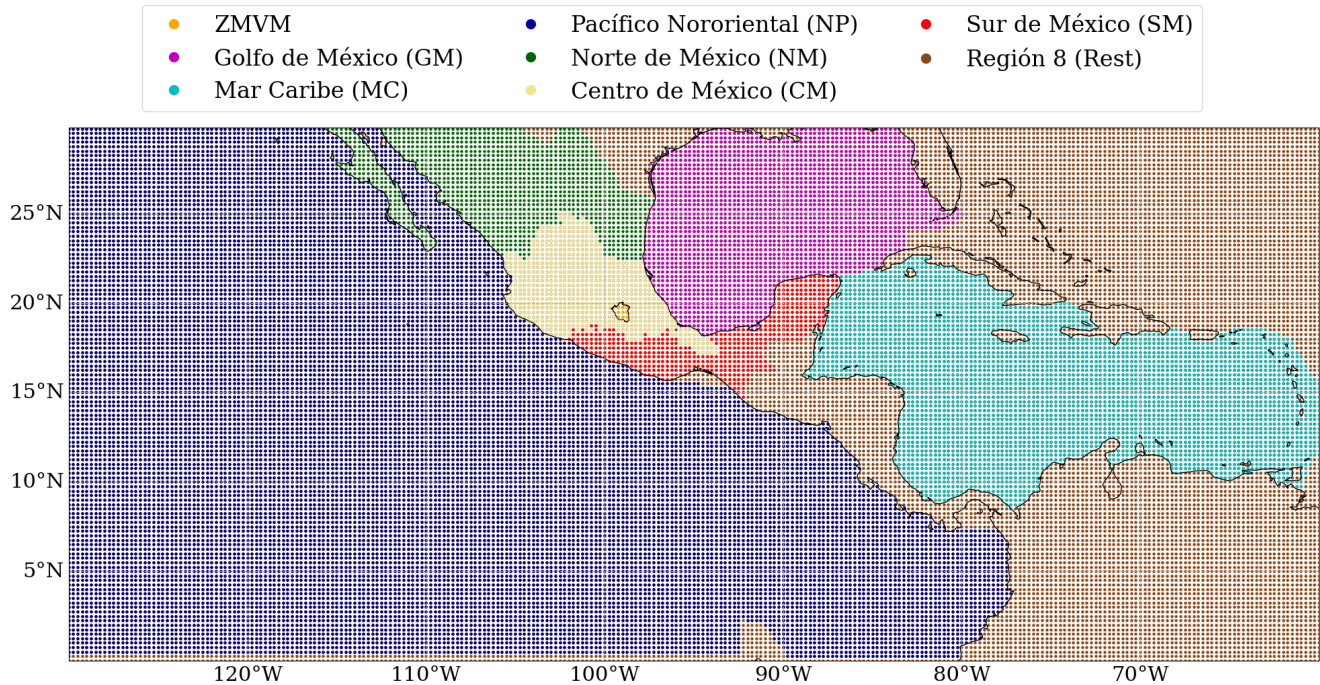 ZMVM
Golfo de México (GM)
Mar Caribe (MC)
Pacífico Nororiental (NP)
Norte de México (NM)
Centro de México (CM)
Sur de México (SM)
Región 8 (Rest)
25°N
20°N
15°N
10°N
5°N
120°W
110°W
100°W
90°W
80°W
70°W